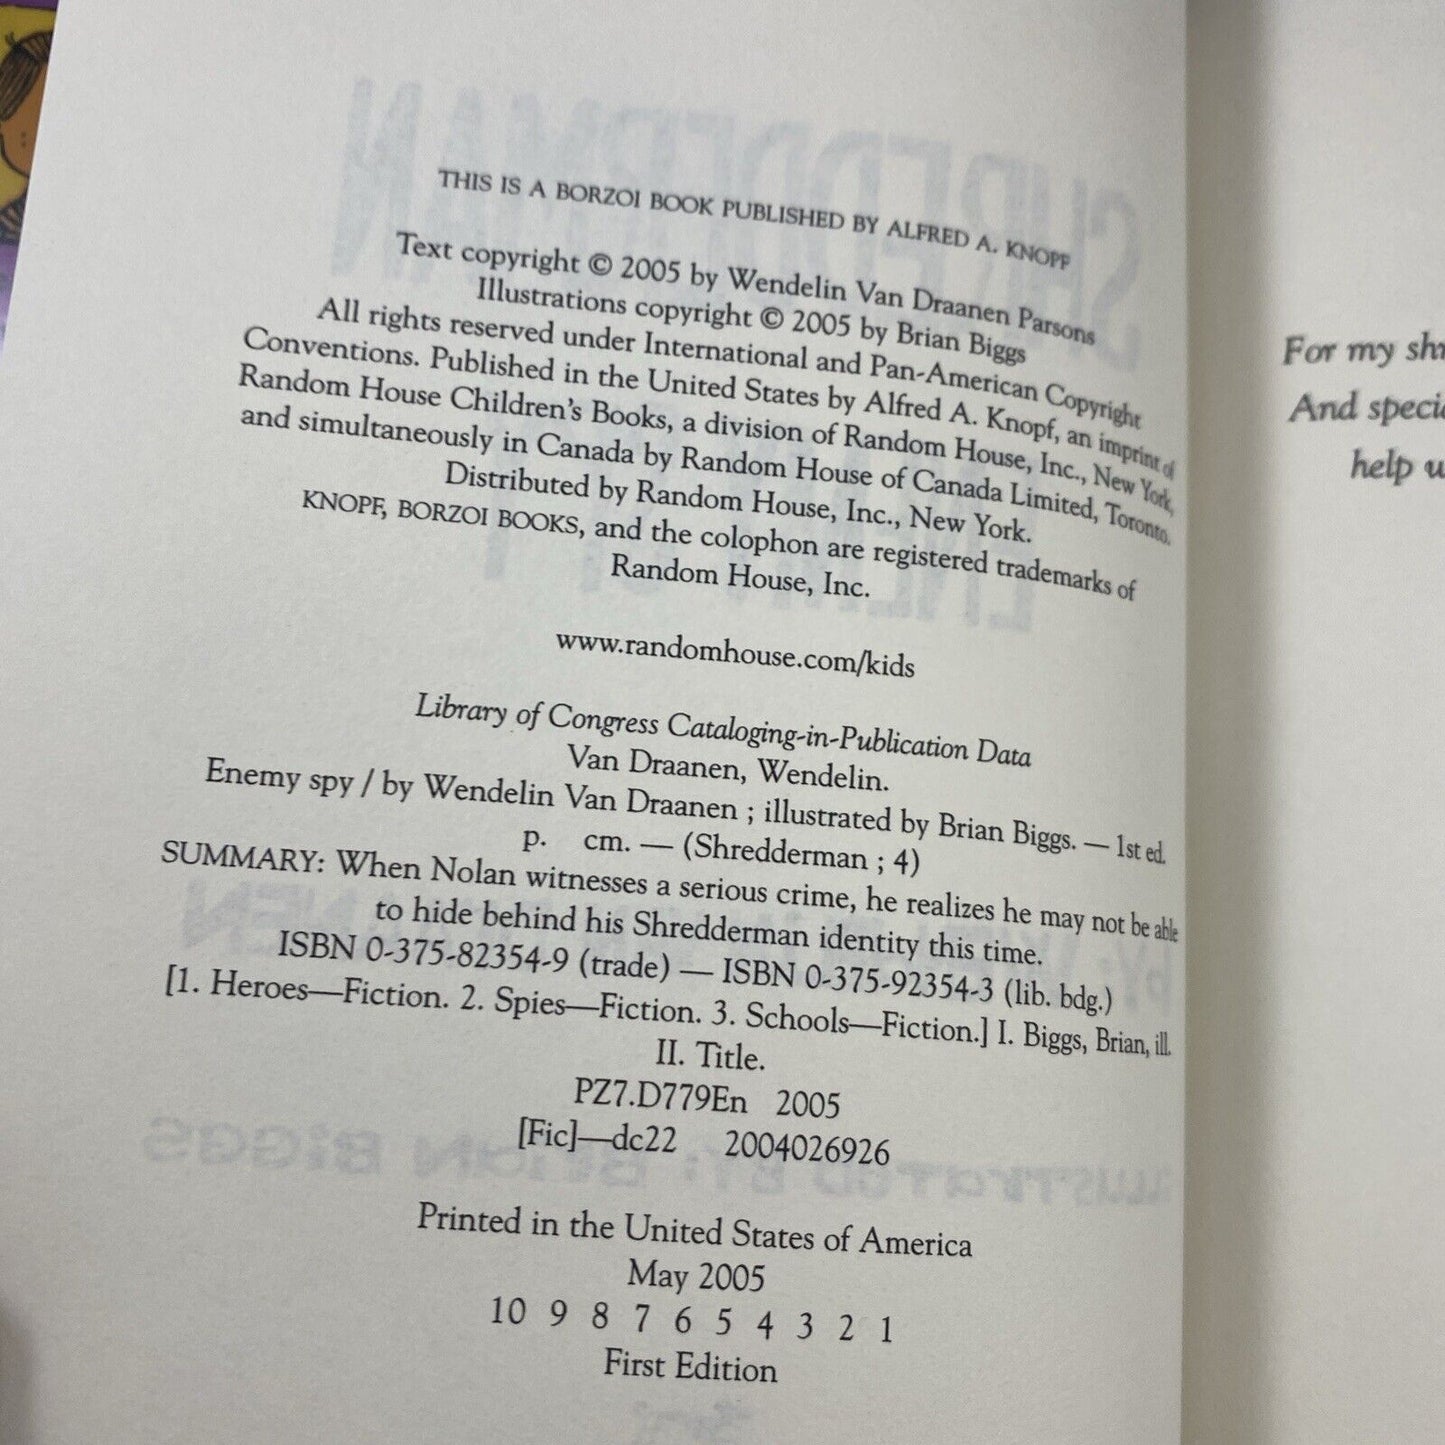 THIS IS A BORZOI BOOK PUBLISHED BY ALFRED A. KNOPF
Text copyright © 2005 by Wendelin Van Draanen Parsons
Illustrations copyright © 2005 by Brian Biggs
All rights reserved under International and Pan-American Copyright
Conventions. Published in the United States by Alfred A. Knopf, an imprint of
Random House Children's Books, a division of Random House, Inc., New York,
and simultaneously in Canada by Random House of Canada Limited, Toronto.
Distributed by Random House, Inc., New York.
KNOPF, BORZOI BOOKS, and the colophon are registered trademarks of
Random House, Inc.
www.randomhouse.com/kids
Library of Congress Cataloging-in-Publication Data
Van Draanen, Wendelin.
Enemy spy / by Wendelin Van Draanen ; illustrated by Brian Biggs. — 1st ed.
p. cm. — (Shredderman ; 4)
SUMMARY: When Nolan witnesses a serious crime, he realizes he may not be able
to hide behind his Shredderman identity this time.
ISBN 0-375-82354-9 (trade) — ISBN 0-375-92354-3 (lib. bdg.)
[1. Heroes—Fiction. 2. Spies—Fiction. 3. Schools—Fiction.] I. Biggs, Brian, ill.
II. Title.
PZ7.D779En 2005
[Fic]—dc22 2004026926
Printed in the United States of America
May 2005
10 9 8 7 6 5 4 3 2 1
First Edition
For my
And
help